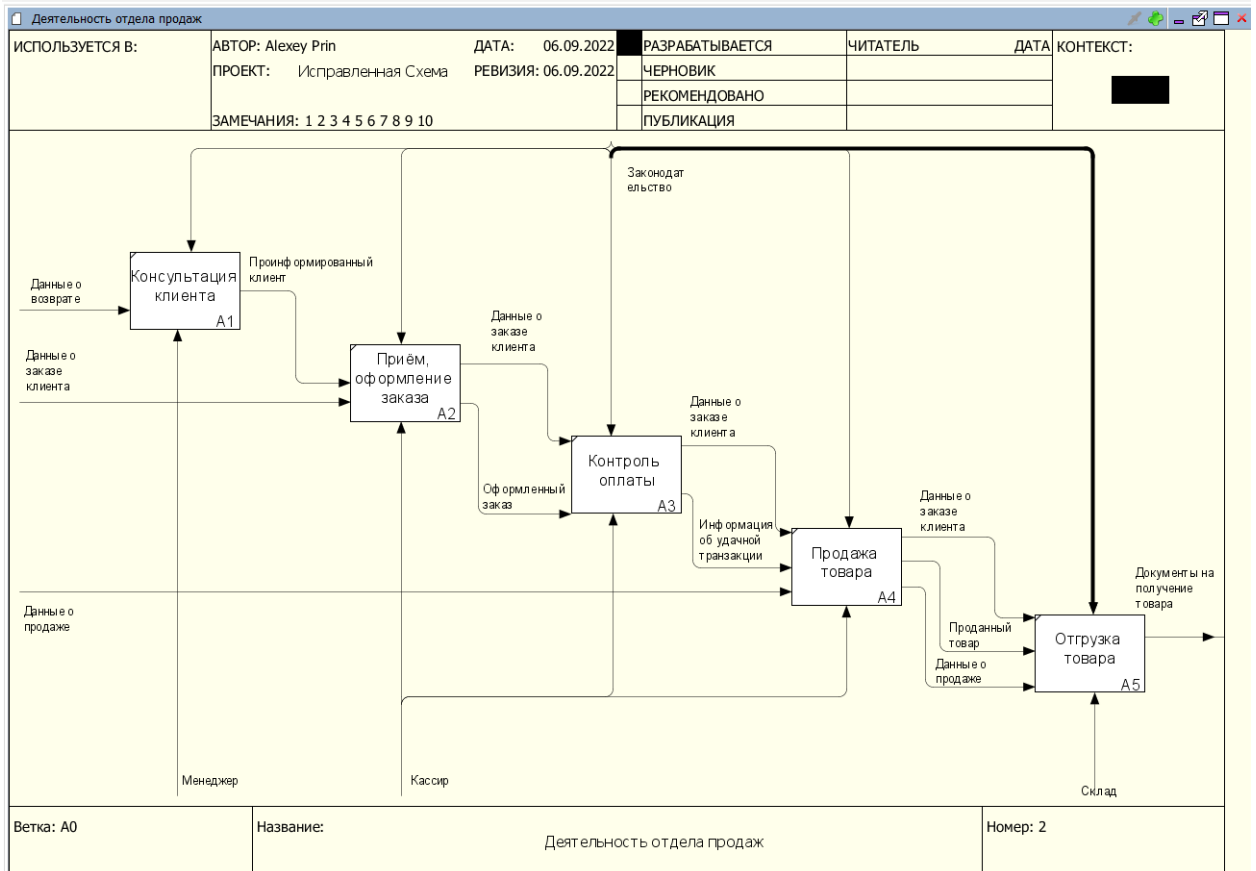 Деятельность отдела продаж
ИСПОЛЬЗУЕТСЯ В:
АВТОР: Alexey Prin
ДАТА: 06.09.2022
ПРОЕКТ: Исправленная Схема
РЕВИЗИЯ: 06.09.2022
ЗАМЕЧАНИЯ: 1 2 3 4 5 6 7 8 9 10
РАЗРАБАТЫВАЕТСЯ
ЧЕРНОВИК
РЕКОМЕНДОВАНО
ПУБЛИКАЦИЯ
ЧИТАТЕЛЬ
ДАТА
КОНТЕКСТ:
Законодат
ельство
Консультация
клиента
A1
Проинформированный
клиент
Данные о
возврате
Данные о
заказе
клиента
Приём,
оформление
заказа
A2
Данные о
заказе
клиента
Оформленный
заказ
Контроль
оплаты
A3
Данные о
заказе
клиента
Информация
об удачной
транзакции
Продажа
товара
A4
Данные о
заказе
клиента
Проданный
товар
Данные о
продаже
Отгрузка
товара
A5
Документы на
получение
товара
Данные о
продаже
Менеджер
Кассир
Склад
Ветка: A0
Название:
Деятельность отдела продаж
Номер: 2